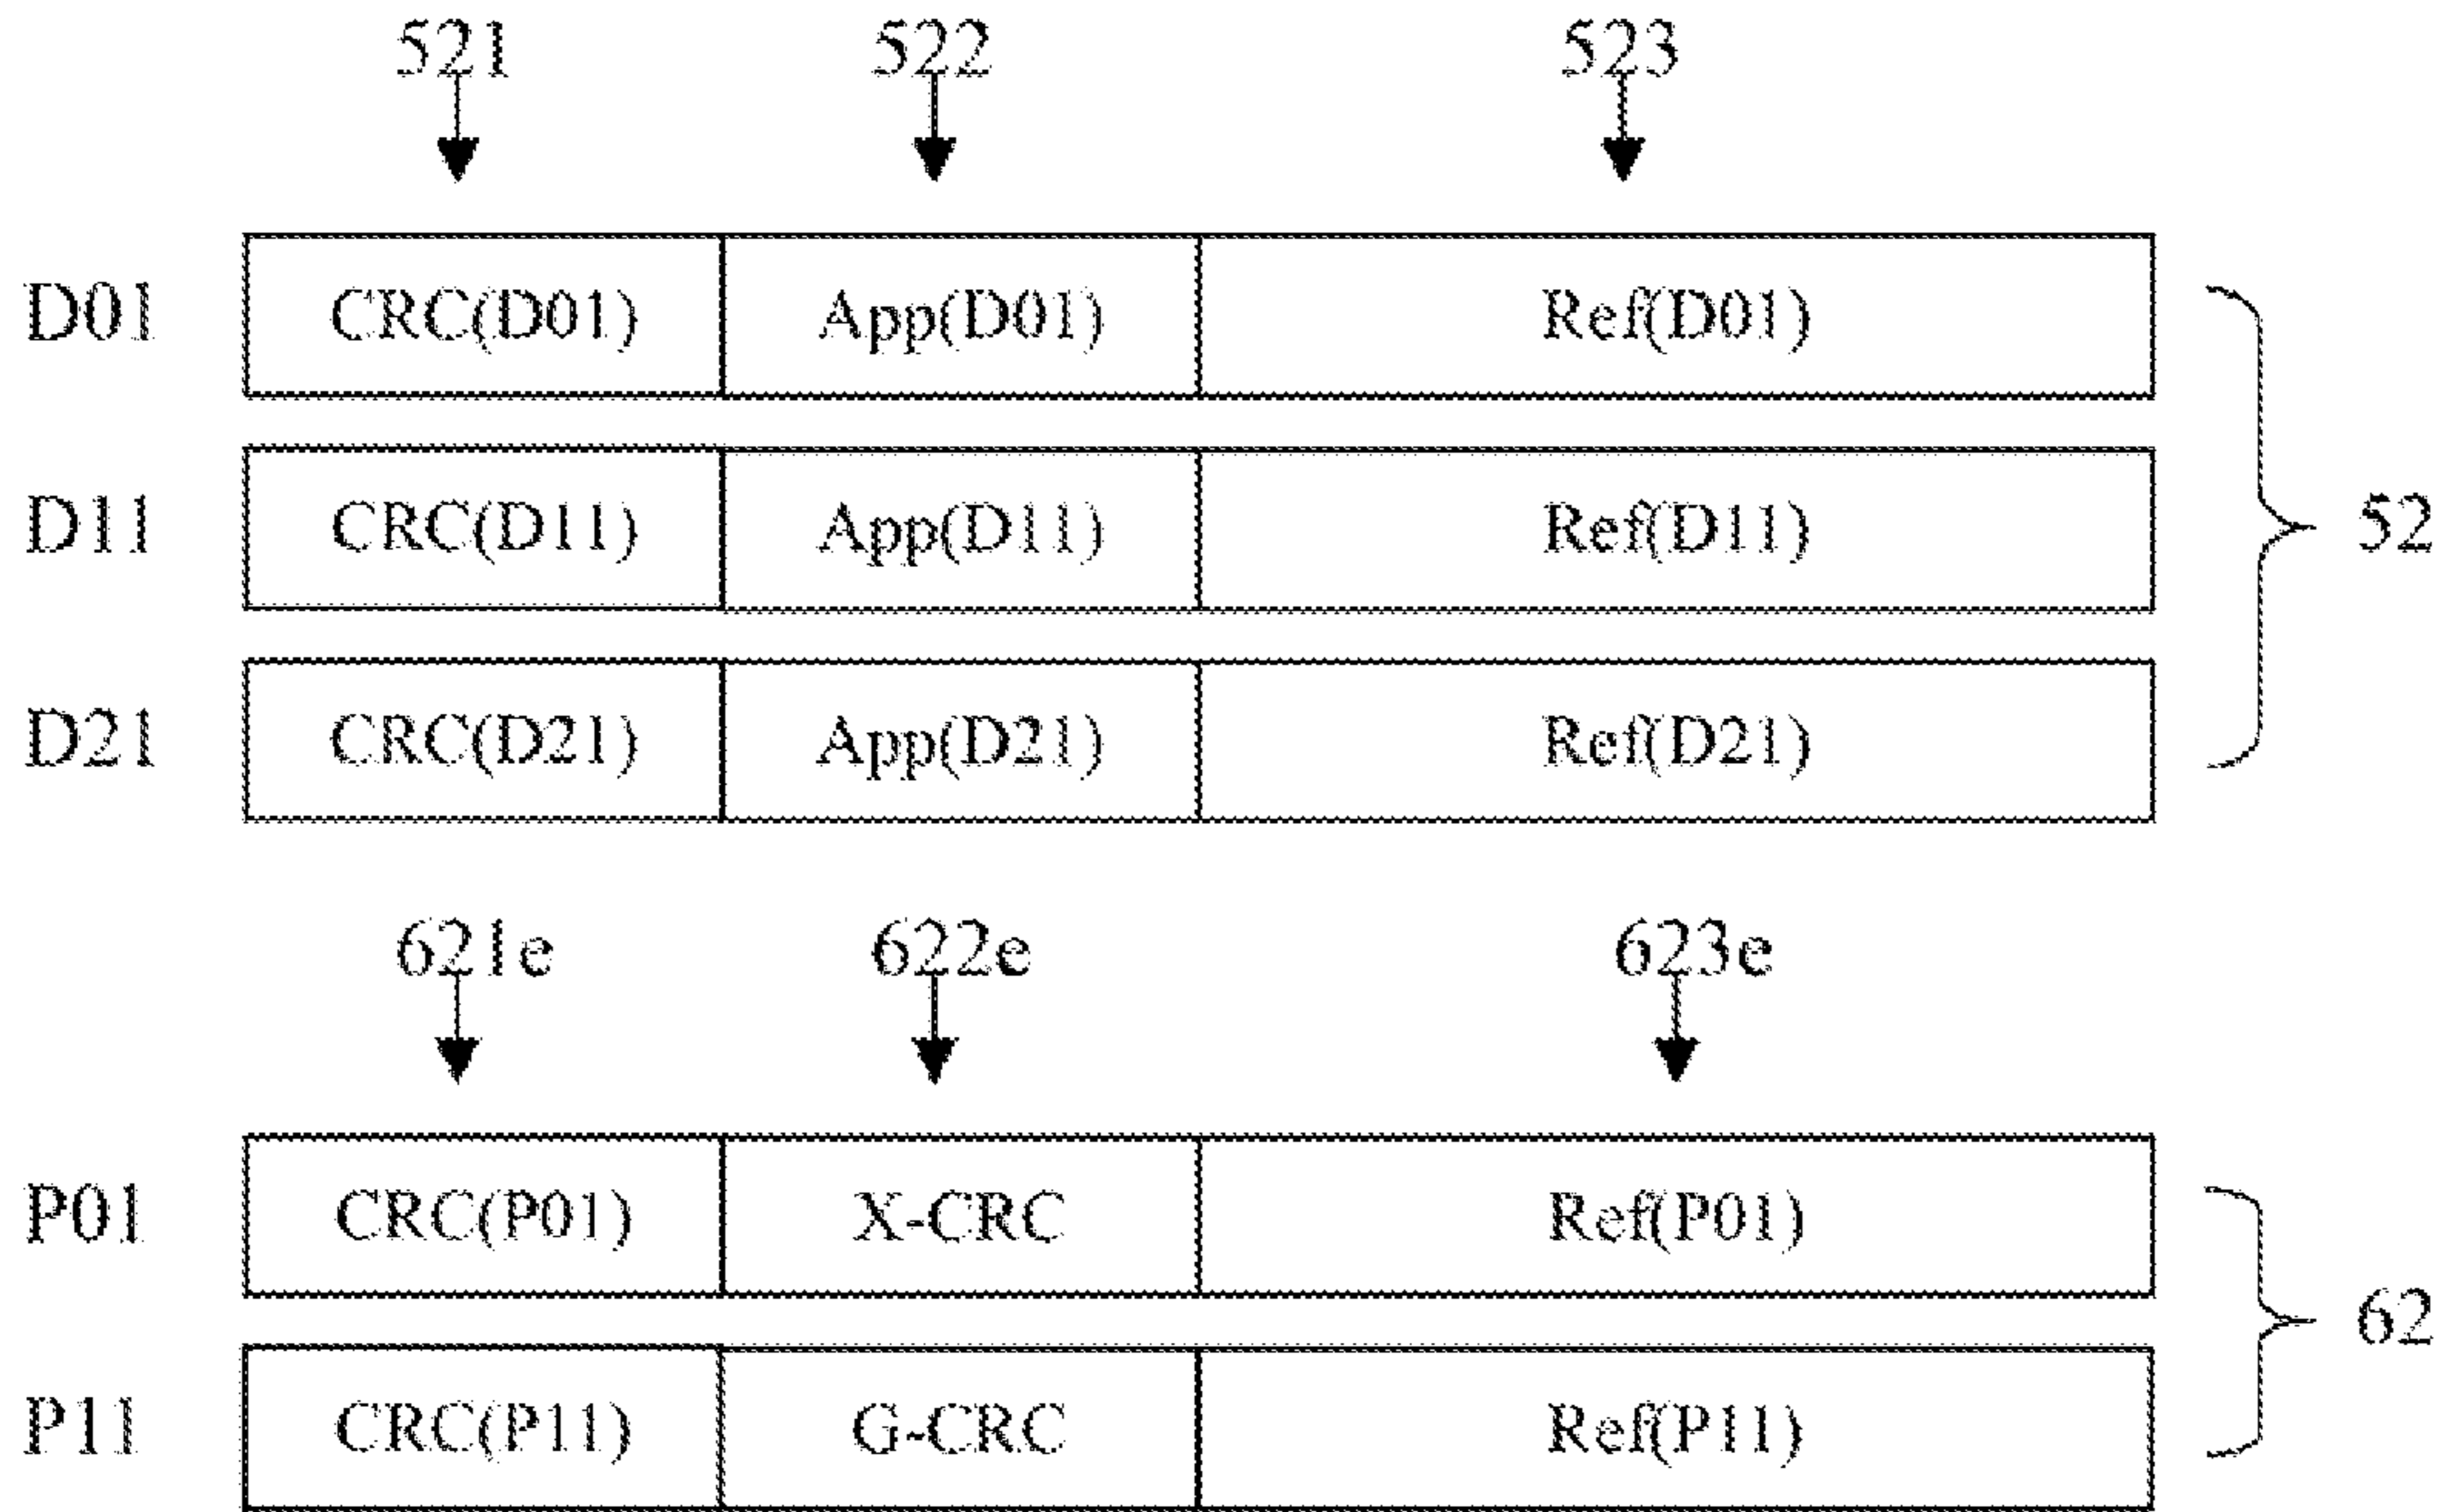 521 522 523
D01 CRC(D01) App(D01) Ref(D01)
D11 CRC(D11) App(D11) Ref(D11) 52
D21 CRC(D21) App(D21) Ref(D21)
621e 622e 623e
P01 CRC(P01) X-CRC Ref(P01)
62
P11 CRC(P11) G-CRC Ref(P11)